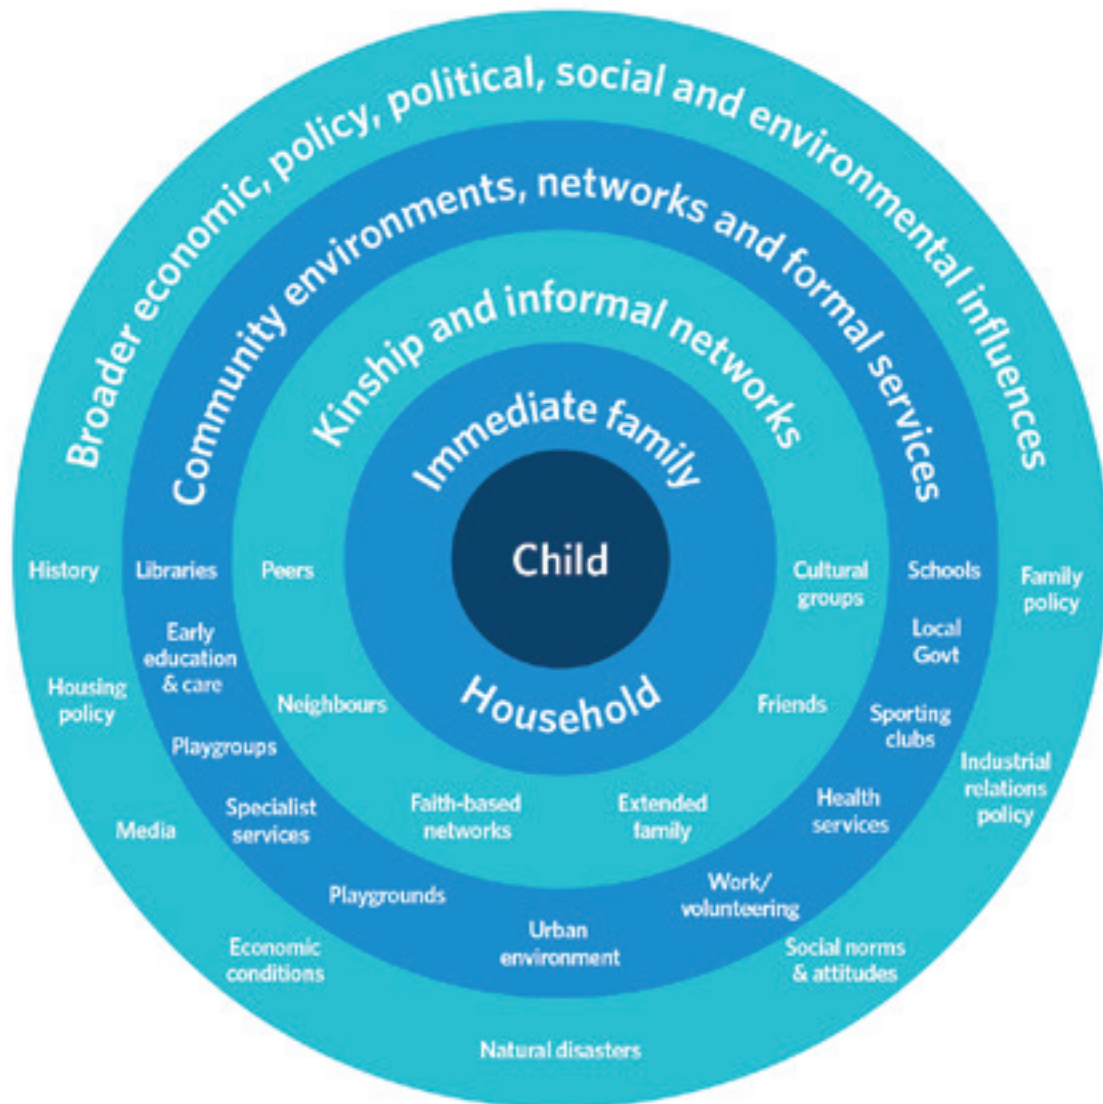 Broader economic, policy, political, social and environmental influences
Community environments, networks and formal services
Kinship and informal networks
Immediate family
Child
Household
History
Libraries
Peers
Cultural
groups
Schools
Family
policy
Early
education
& care
Local
Govt
Housing
policy
Neighbours
Friends
Sporting
clubs
Playgroups
Industrial
relations
policy
Media
Specialist
services
Faith-based
networks
Extended
family
Health
services
Playgrounds
Work/
volunteering
Urban
environment
Economic
conditions
Social norms
& attitudes
Natural disasters